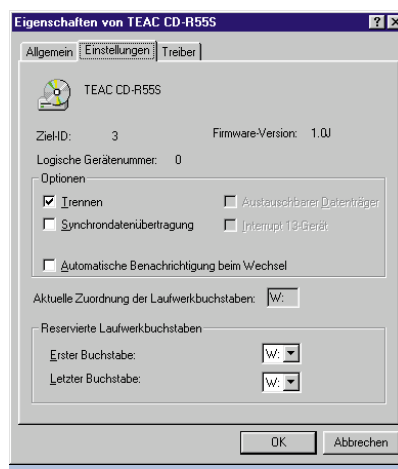 Eigenschaften von TEAC CD-R55S
Allgemein Einstellungen Treiber
TEAC CD-R55S
Ziel-ID: 3 Firmware-Version: 1.0J
Logische Gerätenummer: 0
Optionen
Trennen Austauschbarer Datenträger
Synchrondatenübertragung Interrupt 13-Gerät
Automatische Benachrichtigung beim Wechsel
Aktuelle Zuordnung der Laufwerkbuchstaben: W:
Reservierte Laufwerkbuchstaben
Erster Buchstabe: W:
Letzter Buchstabe: W:
OK Abbrechen